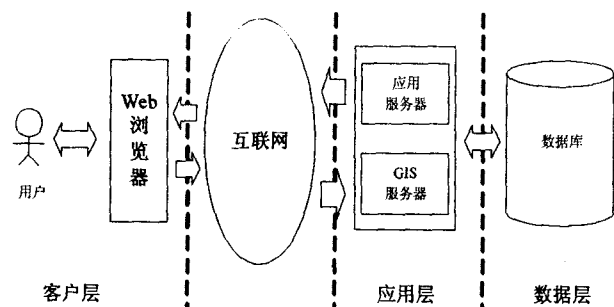 用户
Web
浏
览
器
互联网
应用
服务器
GIS
服务器
数据库
客户层
应用层
数据层